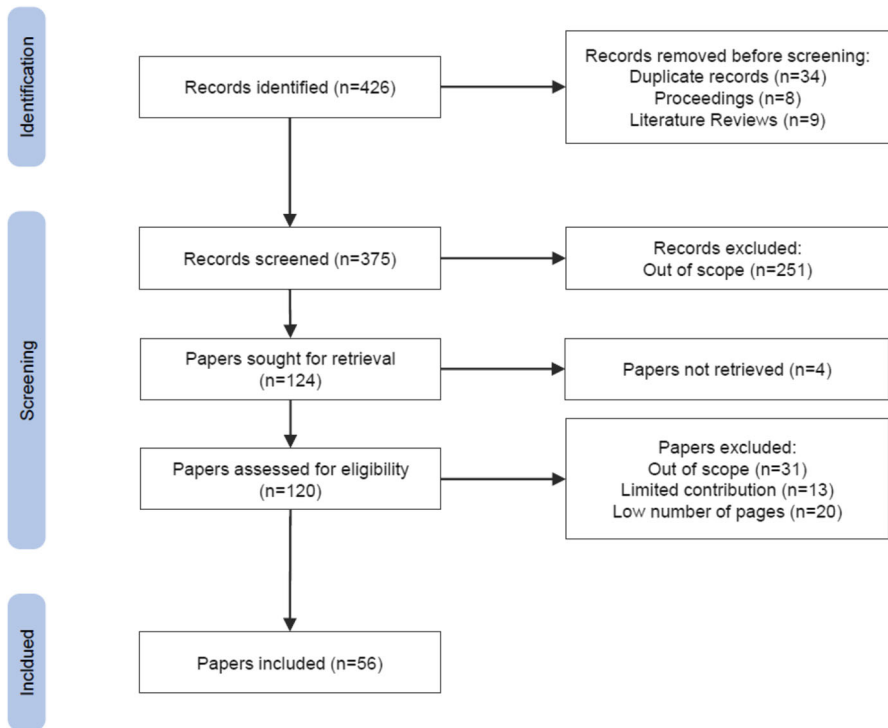 Identification
Records identified (n=426)
Records removed before screening:
Duplicate records (n=34)
Proceedings (n=8)
Literature Reviews (n=9)
Screening
Records screened (n=375)
Records excluded:
Out of scope (n=251)
Papers sought for retrieval
(n=124)
Papers not retrieved (n=4)
Papers assessed for eligibility
(n=120)
Papers excluded:
Out of scope (n=31)
Limited contribution (n=13)
Low number of pages (n=20)
Incldued
Papers included (n=56)